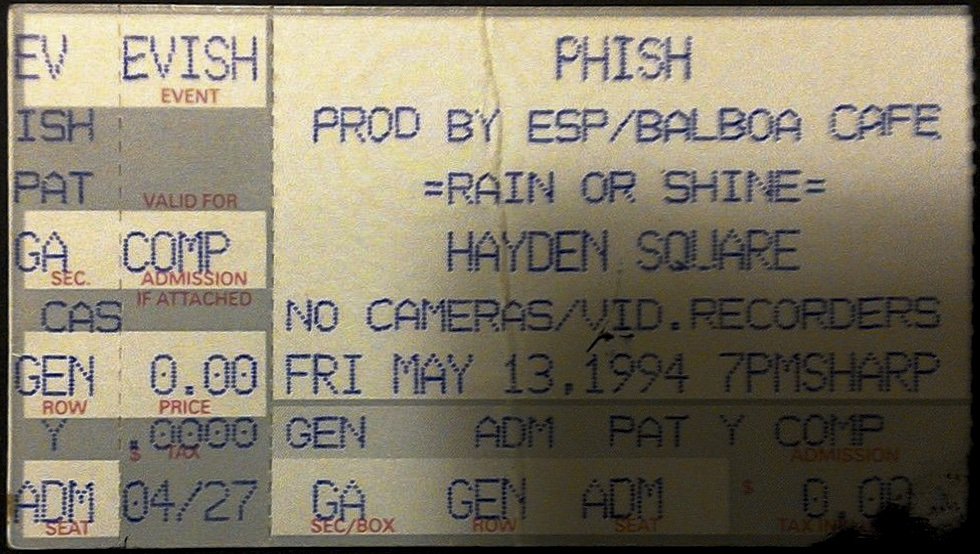 EV EVISH
EVENT
ISH
PAT VALID FOR
GA COMP
SEC. ADMISSION
IF ATTACHED
CAS
GEN 0.00
ROW PRICE
Y $.0000
TAX
ADM 04/27
SEAT
PHISH
PROD BY ESP/BALBOA CAFE
=RAIN OR SHINE=
HAYDEN SQUARE
NO CAMERAS/VID.RECORDERS
FRI MAY 13,1994 7PMSHARP
GEN ADM PAT Y COMP
ADMISSION
GA GEN ADM $ 0.00
SEC/BOX ROW SEAT TAX